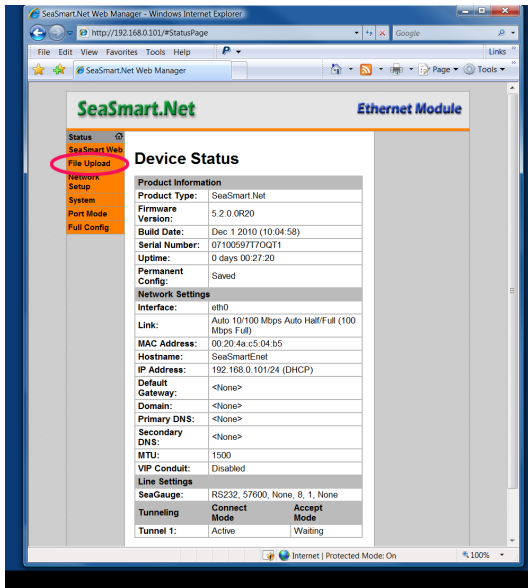 SeaSmart.Net Web Manager - Windows Internet Explorer
http://192.168.0.101/#StatusPage
Google
File Edit View Favorites Tools Help
Links
SeaSmart.Net Web Manager
Page
Tools
SeaSmart.Net
Ethernet Module
Status
SeaSmart Web
File Upload
Network Setup
System
Port Mode
Full Config
Device Status
Product Information
Product Type: SeaSmart.Net
Firmware Version: 5.2.0.0R20
Build Date: Dec 1 2010 (10:04:58)
Serial Number: 07100597T7OQT1
Uptime: 0 days 00:27:20
Permanent Config: Saved
Network Settings
Interface: eth0
Link: Auto 10/100 Mbps Auto Half/Full (100 Mbps Full)
MAC Address: 00:20:4a:c5:04:b5
Hostname: SeaSmartEnet
IP Address: 192.168.0.101/24 (DHCP)
Default Gateway: <None>
Domain: <None>
Primary DNS: <None>
Secondary DNS: <None>
MTU: 1500
VIP Conduit: Disabled
Line Settings
SeaGauge: RS232, 57600, None, 8, 1, None
Tunneling Connect Mode Accept Mode
Tunnel 1: Active Waiting
Internet | Protected Mode: On
100%